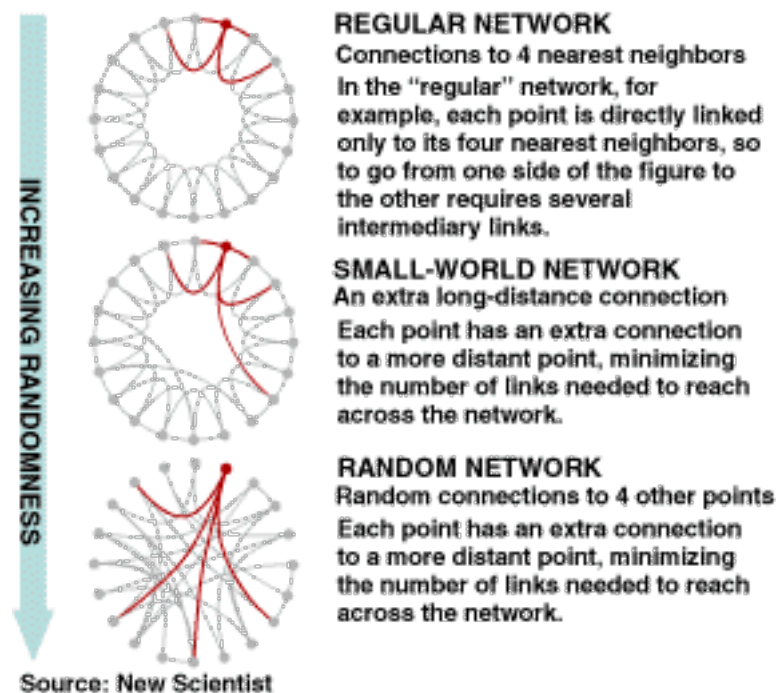 REGULAR NETWORK
Connections to 4 nearest neighbors
In the “regular” network, for
example, each point is directly linked
only to its four nearest neighbors, so
to go from one side of the figure to
the other requires several
intermediary links.
SMALL-WORLD NETWORK
An extra long-distance connection
Each point has an extra connection
to a more distant point, minimizing
the number of links needed to reach
across the network.
RANDOM NETWORK
Random connections to 4 other points
Each point has an extra connection
to a more distant point, minimizing
the number of links needed to reach
across the network.
INCREASING RANDOMNESS
Source: New Scientist